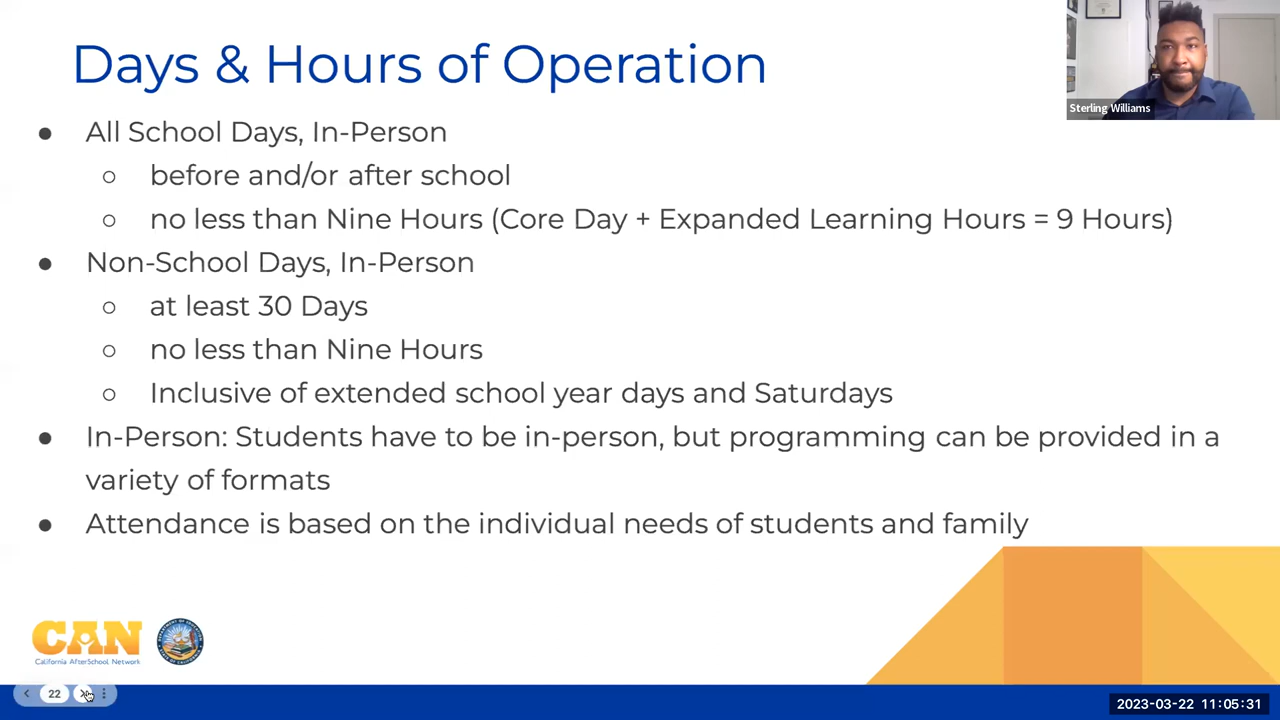 Days & Hours of Operation
Sterling Williams
● All School Days, In-Person
○ before and/or after school
○ no less than Nine Hours (Core Day + Expanded Learning Hours = 9 Hours)
● Non-School Days, In-Person
○ at least 30 Days
○ no less than Nine Hours
○ Inclusive of extended school year days and Saturdays
● In-Person: Students have to be in-person, but programming can be provided in a
variety of formats
● Attendance is based on the individual needs of students and family
CAN
California AfterSchool Network
22
2023-03-22 11:05:31